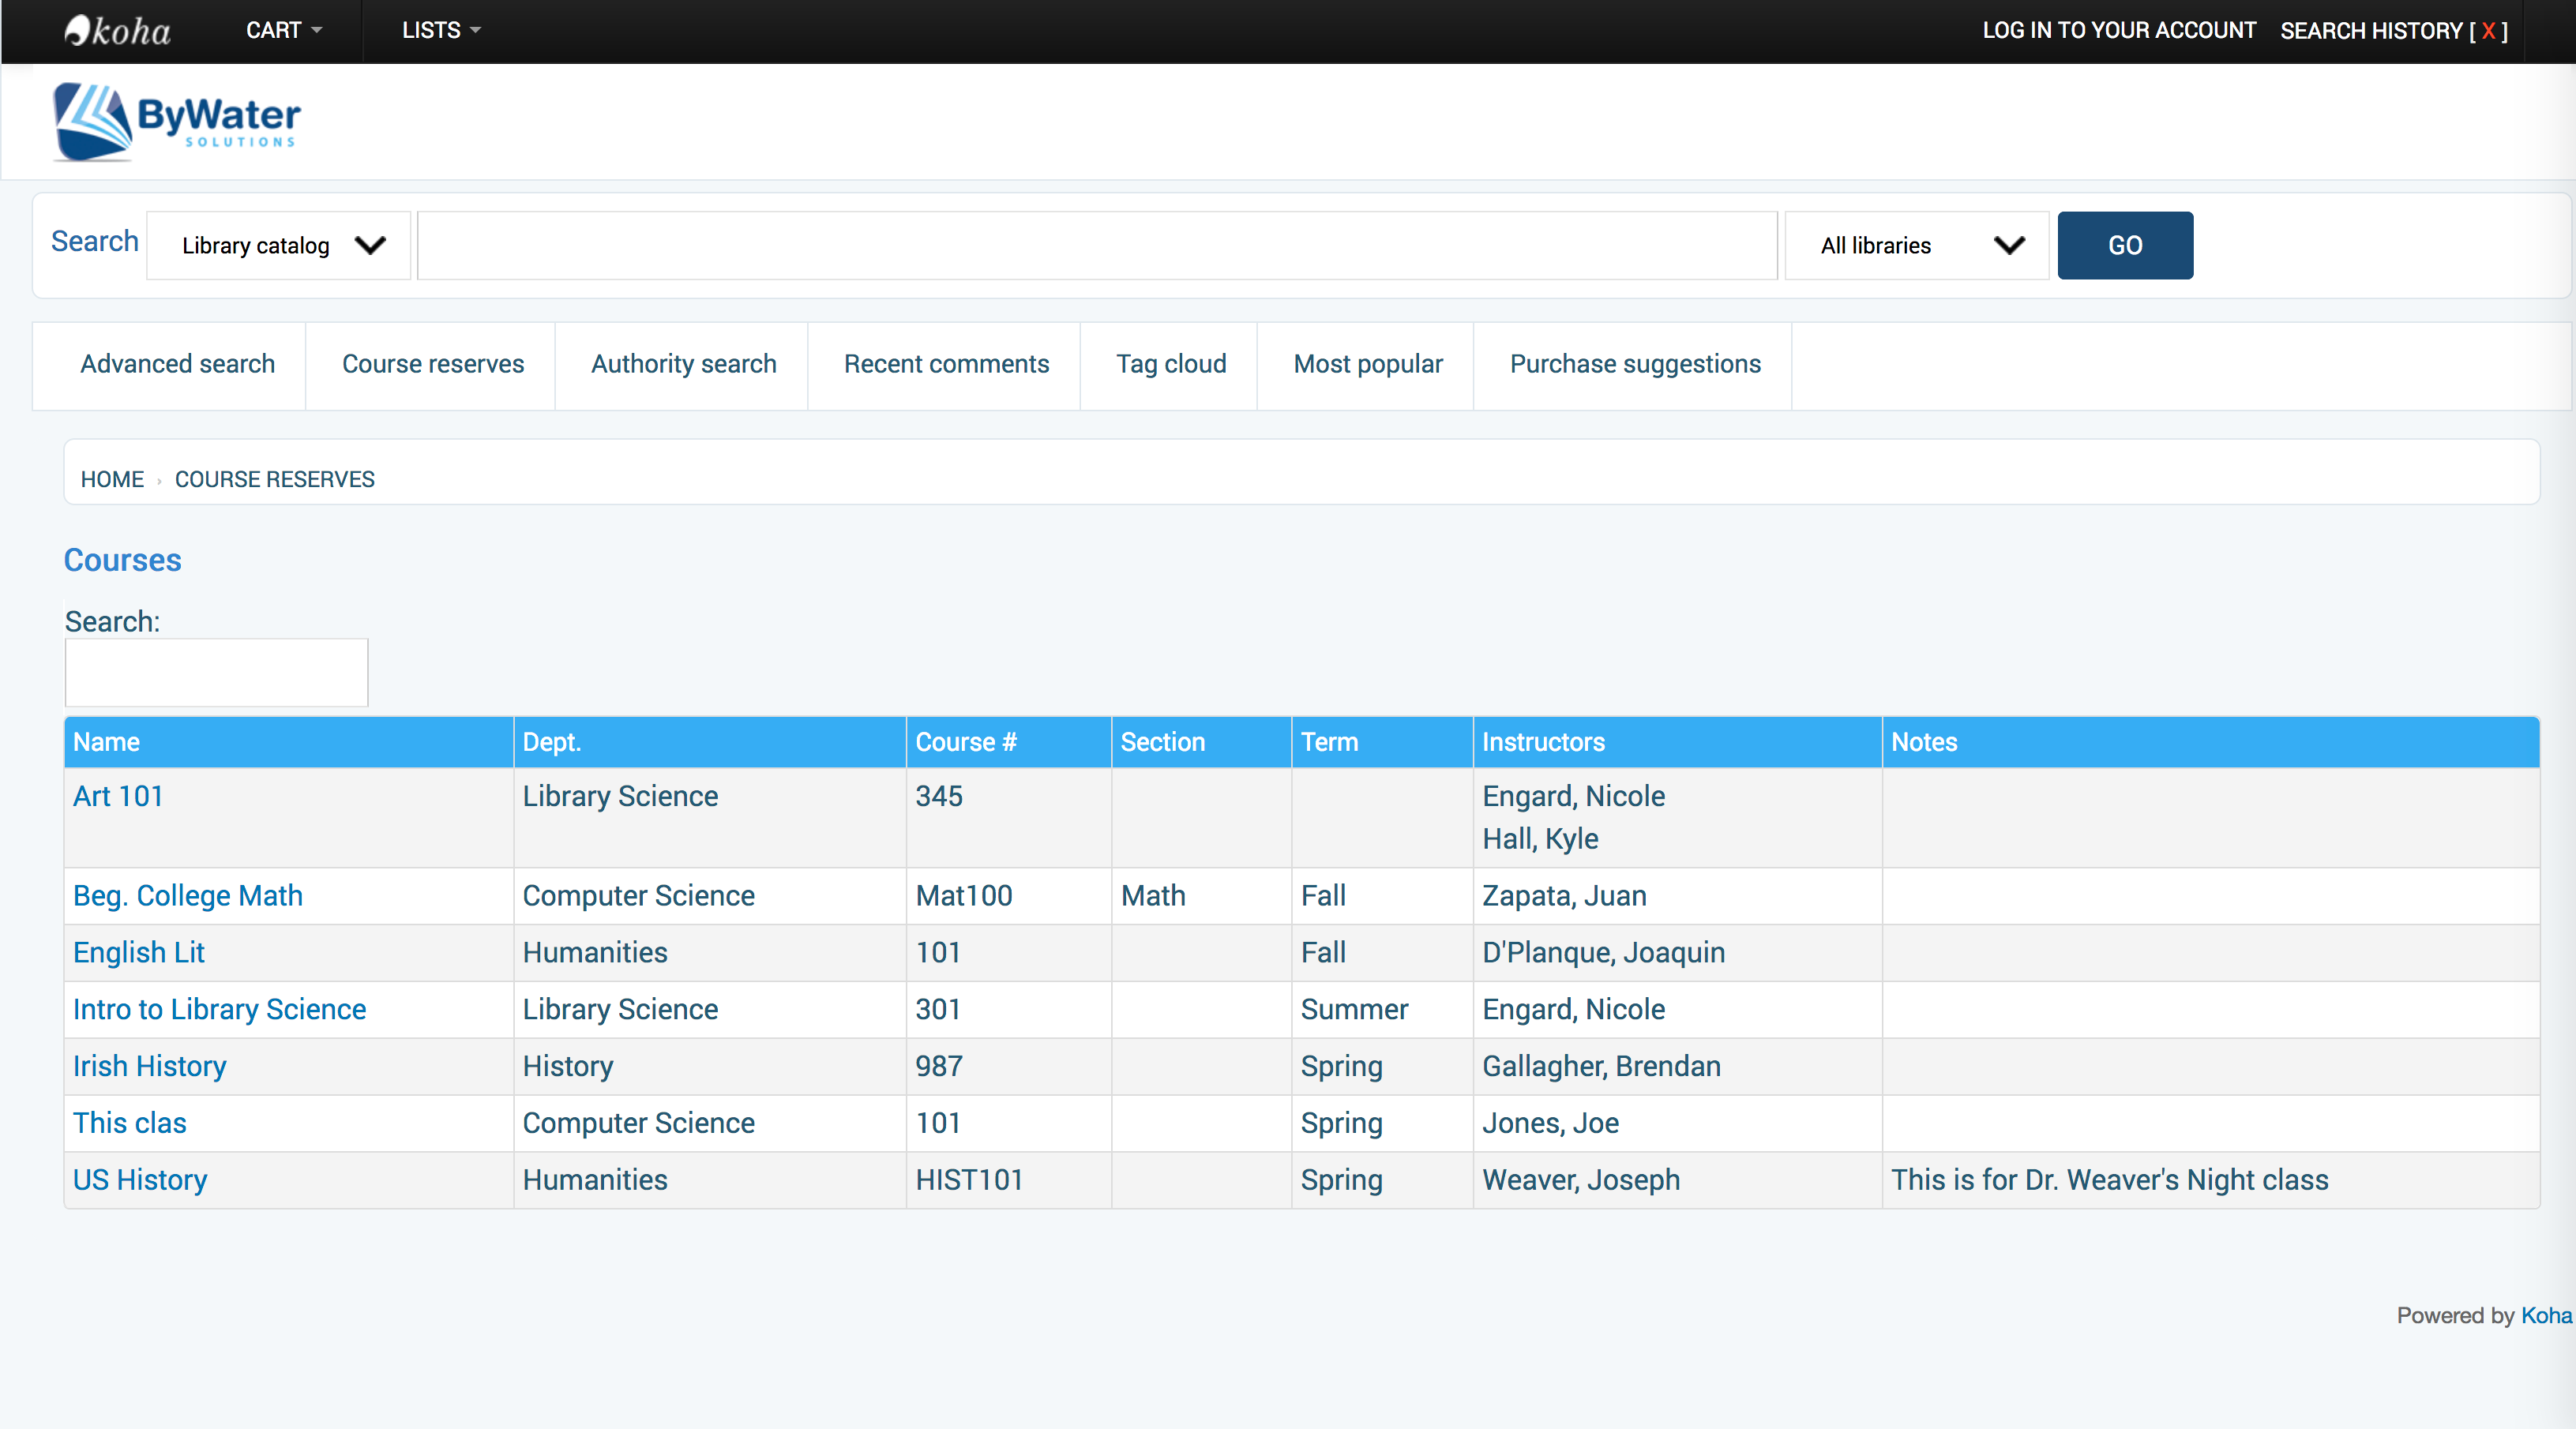 koha CART LISTS LOG IN TO YOUR ACCOUNT SEARCH HISTORY [ X ]
ByWater
SOLUTIONS
Search Library catalog All libraries GO
Advanced search Course reserves Authority search Recent comments Tag cloud Most popular Purchase suggestions
HOME › COURSE RESERVES
Courses
Search:
Name Dept. Course # Section Term Instructors Notes
Art 101 Library Science 345 Engard, Nicole
Hall, Kyle
Beg. College Math Computer Science Mat100 Math Fall Zapata, Juan
English Lit Humanities 101 Fall D'Planque, Joaquin
Intro to Library Science Library Science 301 Summer Engard, Nicole
Irish History History 987 Spring Gallagher, Brendan
This clas Computer Science 101 Spring Jones, Joe
US History Humanities HIST101 Spring Weaver, Joseph This is for Dr. Weaver's Night class
Powered by Koha